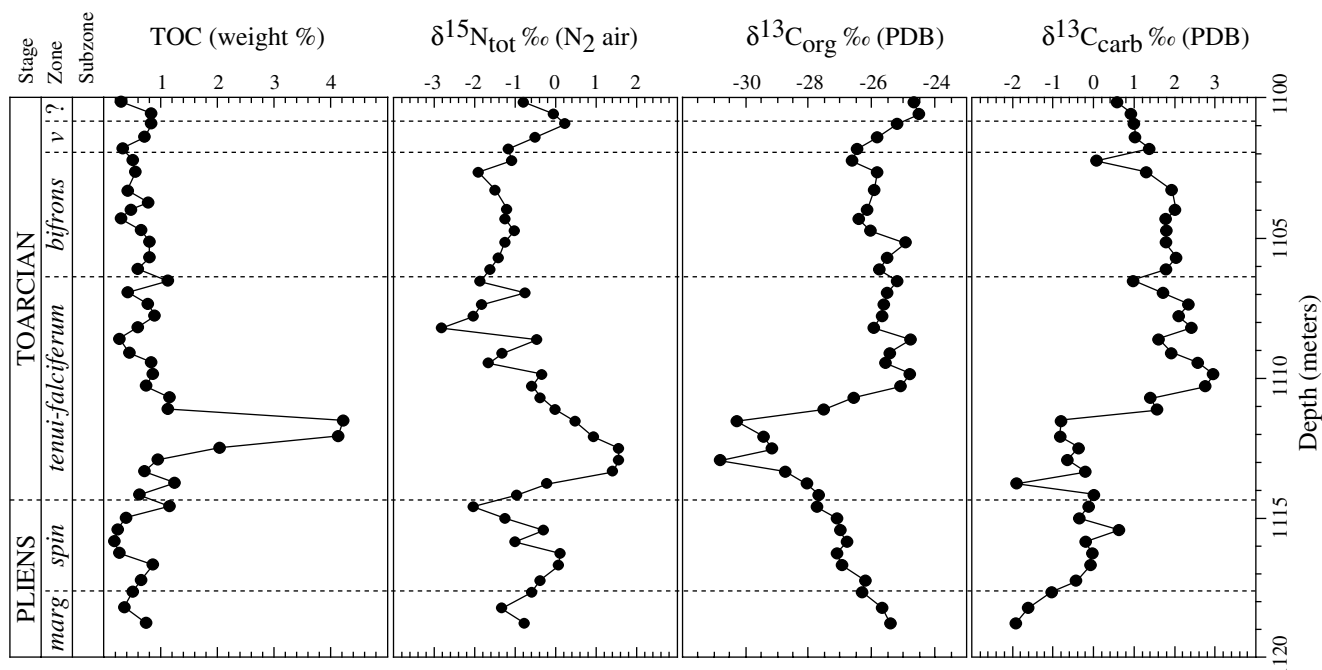 Stage
Zone
Subzone
TOC (weight %)
δ15Ntot ‰ (N2 air)
δ13Corg ‰ (PDB)
δ13Ccarb ‰ (PDB)
1 2 3 4
-3 -2 -1 0 1 2
-30 -28 -26 -24
-2 -1 0 1 2 3
TOARCIAN
PLIENS
?
v
bifrons
tenui-falciferum
spin
marg
1100
1105
1110
1115
1120
Depth (meters)